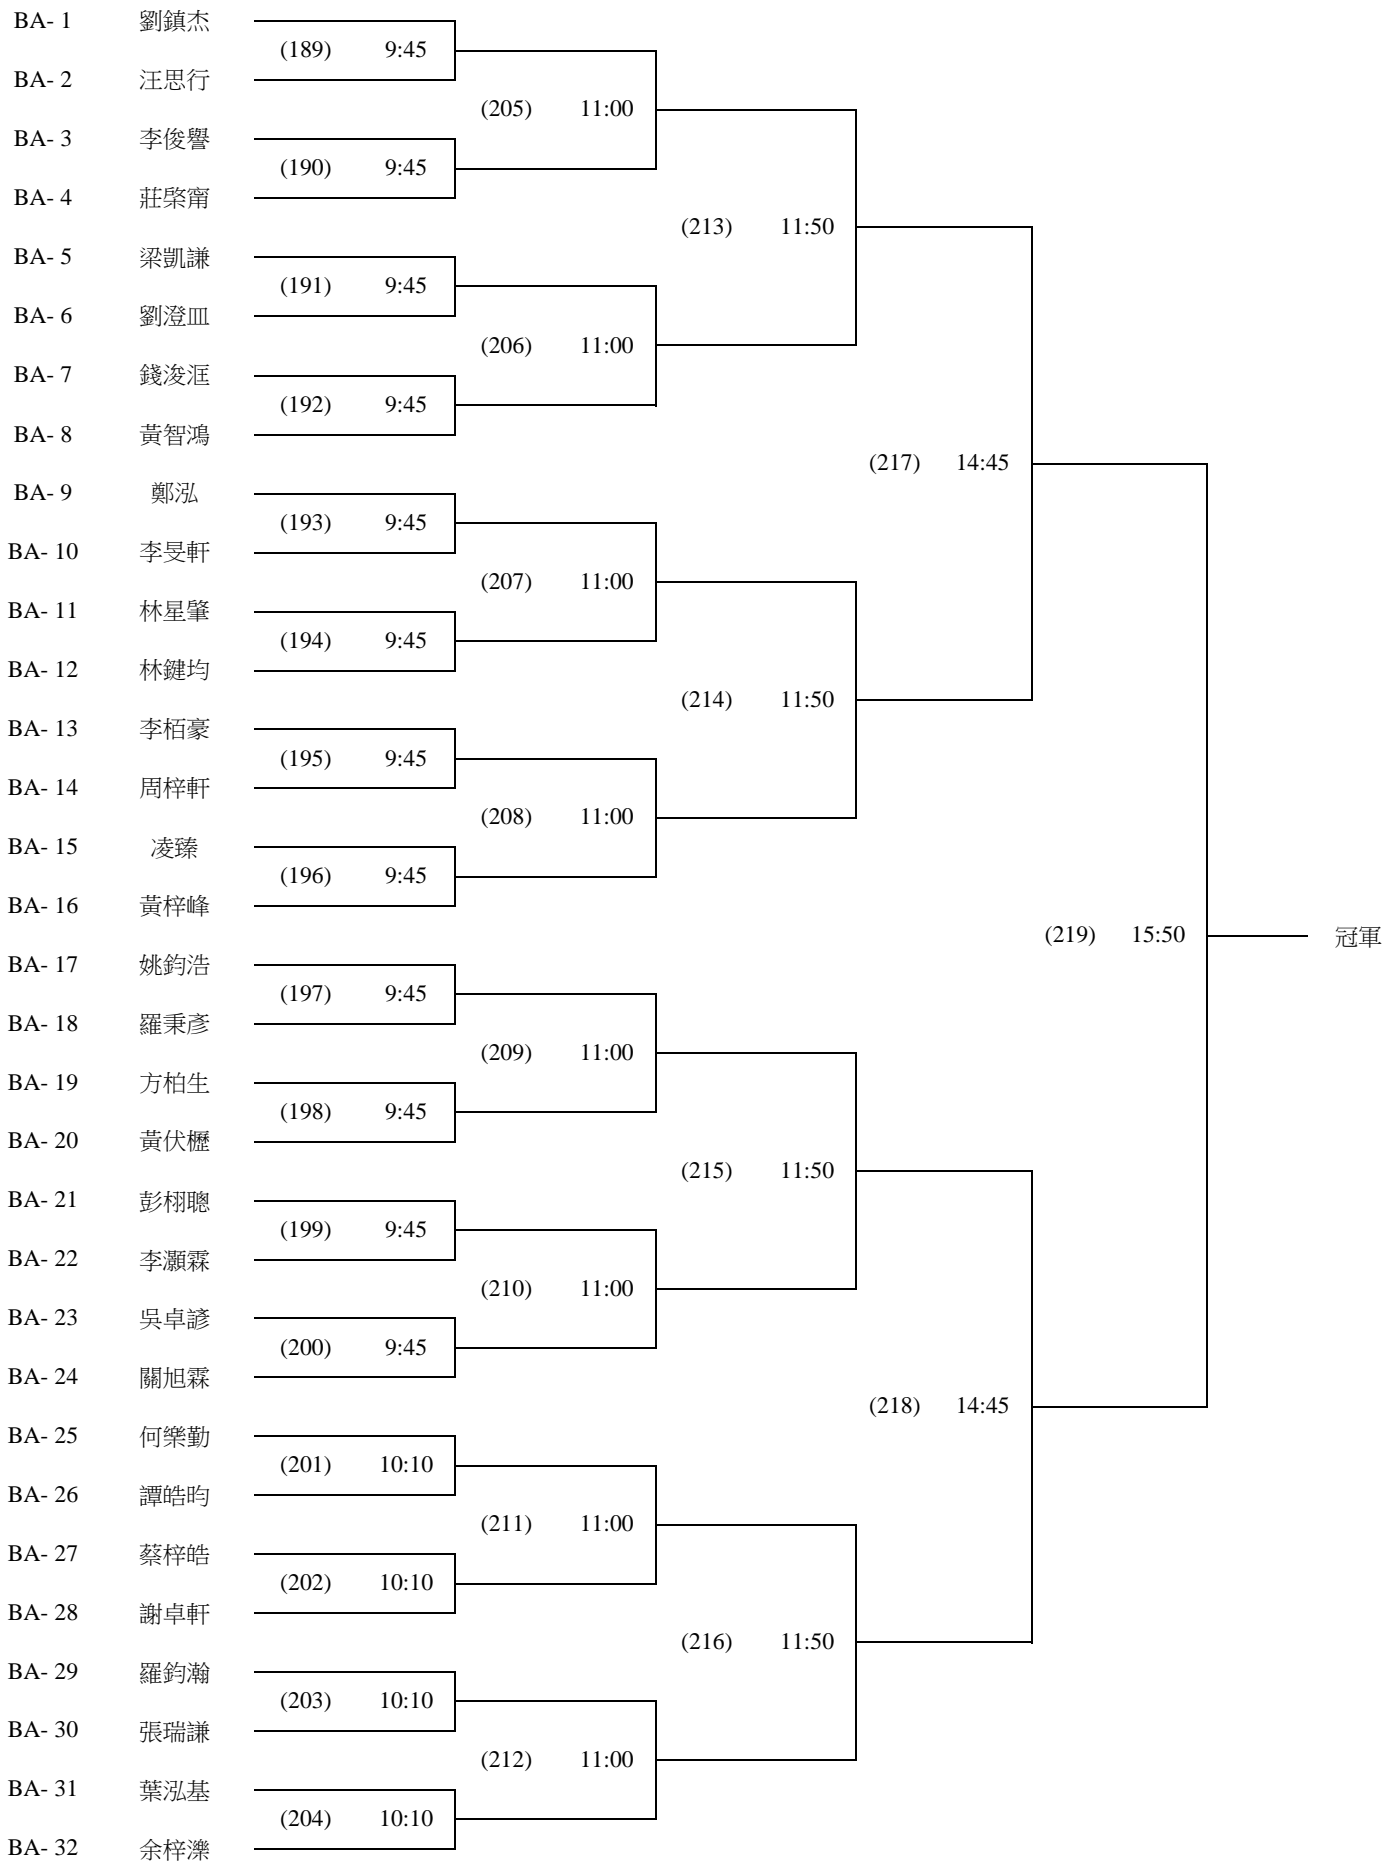 BA- 1 劉鎮杰
(189) 9:45
BA- 2 汪思行
(205) 11:00
BA- 3 李俊譽
(190) 9:45
BA- 4 莊棨甯
(213) 11:50
BA- 5 梁凱謙
(191) 9:45
BA- 6 劉澄皿
(206) 11:00
BA- 7 錢浚洭
(192) 9:45
BA- 8 黃智鴻
(217) 14:45
BA- 9 鄭泓
(193) 9:45
BA- 10 李旻軒
(207) 11:00
BA- 11 林星肇
(194) 9:45
BA- 12 林鍵均
(214) 11:50
BA- 13 李栢豪
(195) 9:45
BA- 14 周梓軒
(208) 11:00
BA- 15 凌臻
(196) 9:45
BA- 16 黃梓峰
(219) 15:50 冠軍
BA- 17 姚鈞浩
(197) 9:45
BA- 18 羅秉彥
(209) 11:00
BA- 19 方柏生
(198) 9:45
BA- 20 黃伏櫪
(215) 11:50
BA- 21 彭栩聰
(199) 9:45
BA- 22 李灝霖
(210) 11:00
BA- 23 吳卓諺
(200) 9:45
BA- 24 關旭霖
(218) 14:45
BA- 25 何樂勤
(201) 10:10
BA- 26 譚皓昀
(211) 11:00
BA- 27 蔡梓皓
(202) 10:10
BA- 28 謝卓軒
(216) 11:50
BA- 29 羅鈞瀚
(203) 10:10
BA- 30 張瑞謙
(212) 11:00
BA- 31 葉泓基
(204) 10:10
BA- 32 余梓濼